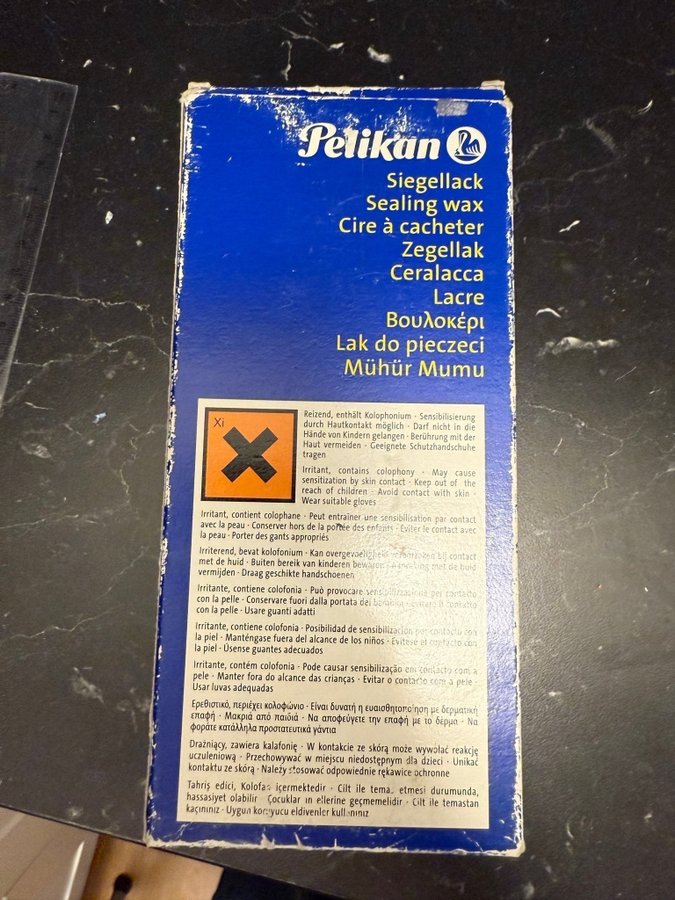 Pelikan
Siegellack
Sealing wax
Cire à cacheter
Zegellak
Ceralacca
Lacre
Βουλοκέρι
Lak do pieczeci
Mühür Mumu
Xi
Reizend, enthält Kolophonium · Sensibilisierung
durch Hautkontakt möglich · Darf nicht in die
Hände von Kindern gelangen · Berührung mit der
Haut vermeiden · Geeignete Schutzhandschuhe
tragen
Irritant, contains colophony · May cause
sensitization by skin contact · Keep out of the
reach of children · Avoid contact with skin ·
Wear suitable gloves
Irritant, contient colophane · Peut entraîner une sensibilisation par contact
avec la peau · Conserver hors de la portée des enfants · Eviter le contact avec
la peau · Porter des gants appropriés
Irriterend, bevat kolofonium · Kan overgevoeligheid veroorzaken bij contact
met de huid · Buiten bereik van kinderen bewaren · Aanraking met de huid
vermijden · Draag geschikte handschoenen
Irritante, contiene colofonia · Può provocare sensibilizzazione per contacto
con la pelle · Conservare fuori dalla portata dei bambini · evitare il contatto
con la pelle · Usare guanti adatti
Irritante, contiene colofonia · Posibilidad de sensibilización por contacto con
la piel · Manténgase fuera del alcance de los niños · Evítese el contacto con
la piel · Úsense guantes adecuados
Irritante, contém colofonia · Pode causar sensibilização em contacto com a
pele · Manter fora do alcance das crianças · Evitar o contacto com a pele ·
Usar luvas adequadas
Ερεθιστικό, περιέχει κολοφώνιο · Είναι δυνατή η ευαισθητοποίηση με δερματική
επαφή · Μακριά από παιδιά · Να αποφεύγετε την επαφή με το δέρμα · Να
φοράτε κατάλληλα προστατευτικά γάντια
Drażniący, zawiera kalafonię · W kontakcie ze skórą może wywołać reakcję
uczuleniową · Przechowywać w miejscu niedostępnym dla dzieci · Unikać
kontaktu ze skórą · Należy stosować odpowiednie rękawice ochronne
Tahriş edici, içermektedir · Cilt ile etmesi durumunda,
hassasiyet olabilir · Çocuklar ın ellerine geçmemelidir · Cilt ile temastan
kaçınınız · Uygun koruyucu eldivenler kullanınız